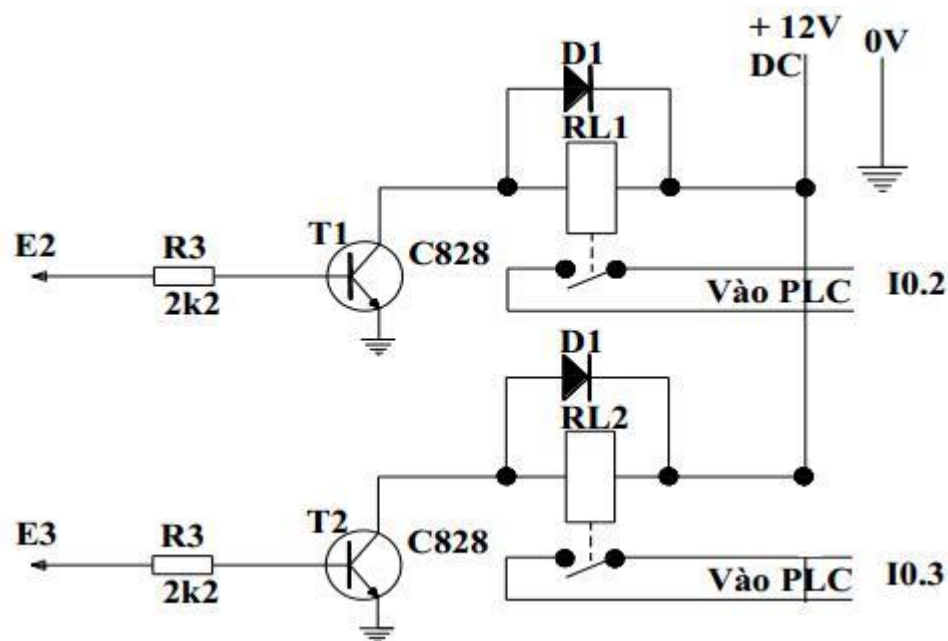 + 12V
DC
0V
D1
RL1
E2
R3
2k2
T1
C828
Vào PLC
I0.2
D1
RL2
E3
R3
2k2
T2
C828
Vào PLC
I0.3